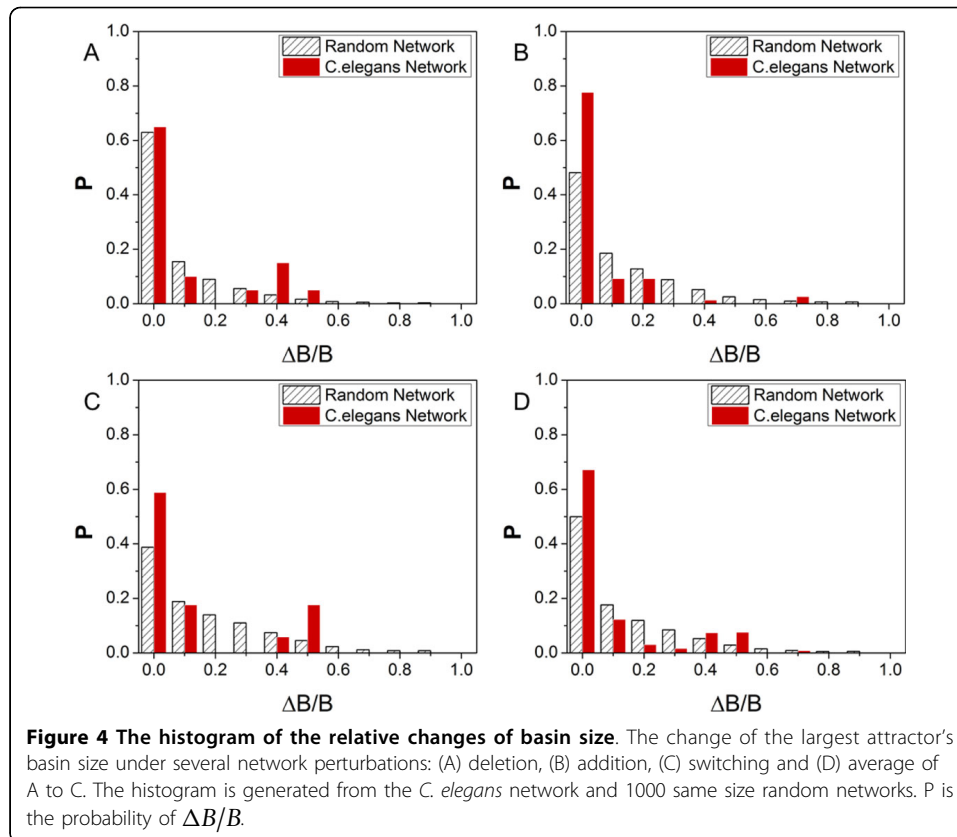 A
Random Network
C.elegans Network
P
1.0
0.8
0.6
0.4
0.2
0.0
0.0 0.2 0.4 0.6 0.8 1.0
ΔB/B
B
Random Network
C.elegans Network
P
1.0
0.8
0.6
0.4
0.2
0.0
0.0 0.2 0.4 0.6 0.8 1.0
ΔB/B
C
Random Network
C.elegans Network
P
1.0
0.8
0.6
0.4
0.2
0.0
0.0 0.2 0.4 0.6 0.8 1.0
ΔB/B
D
Random Network
C.elegans Network
P
1.0
0.8
0.6
0.4
0.2
0.0
0.0 0.2 0.4 0.6 0.8 1.0
ΔB/B
Figure 4 The histogram of the relative changes of basin size. The change of the largest attractor's
basin size under several network perturbations: (A) deletion, (B) addition, (C) switching and (D) average of
A to C. The histogram is generated from the C. elegans network and 1000 same size random networks. P is
the probability of ΔB/B.